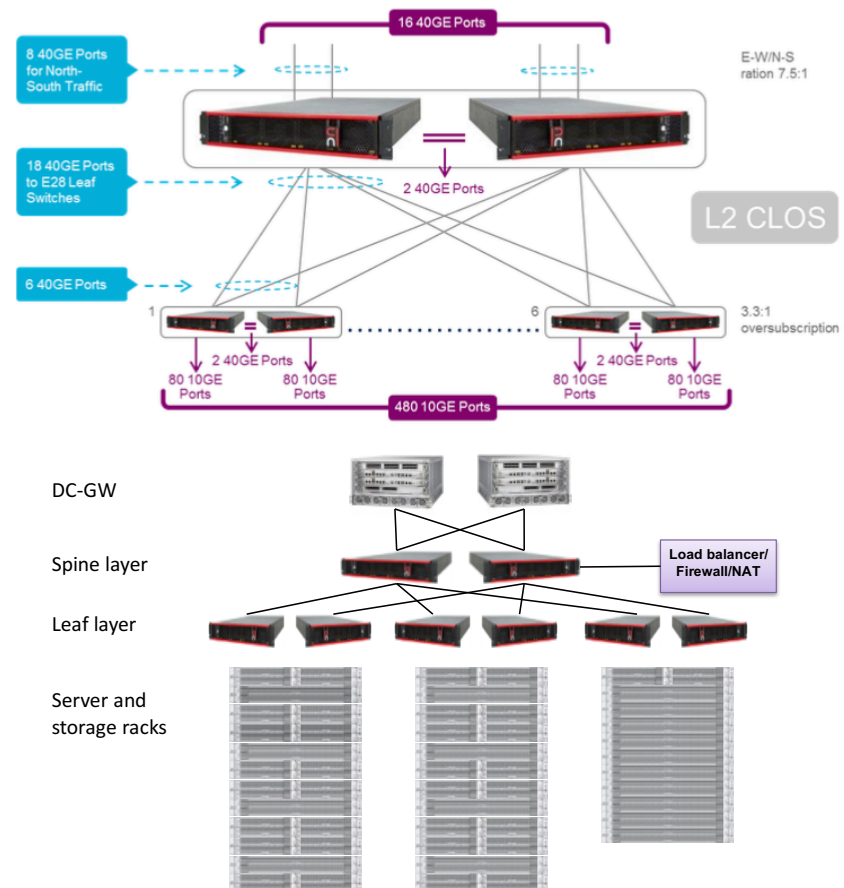 16 40GE Ports
8 40GE Ports
for North-
South Traffic
E-W/N-S
ration 7.5:1
18 40GE Ports
to E28 Leaf
Switches
2 40GE Ports
L2 CLOS
6 40GE Ports
1
6
3.3:1
oversubscription
2 40GE Ports
2 40GE Ports
80 10GE
Ports
80 10GE
Ports
80 10GE
Ports
80 10GE
Ports
480 10GE Ports
DC-GW
Spine layer
Load balancer/
Firewall/NAT
Leaf layer
Server and
storage racks